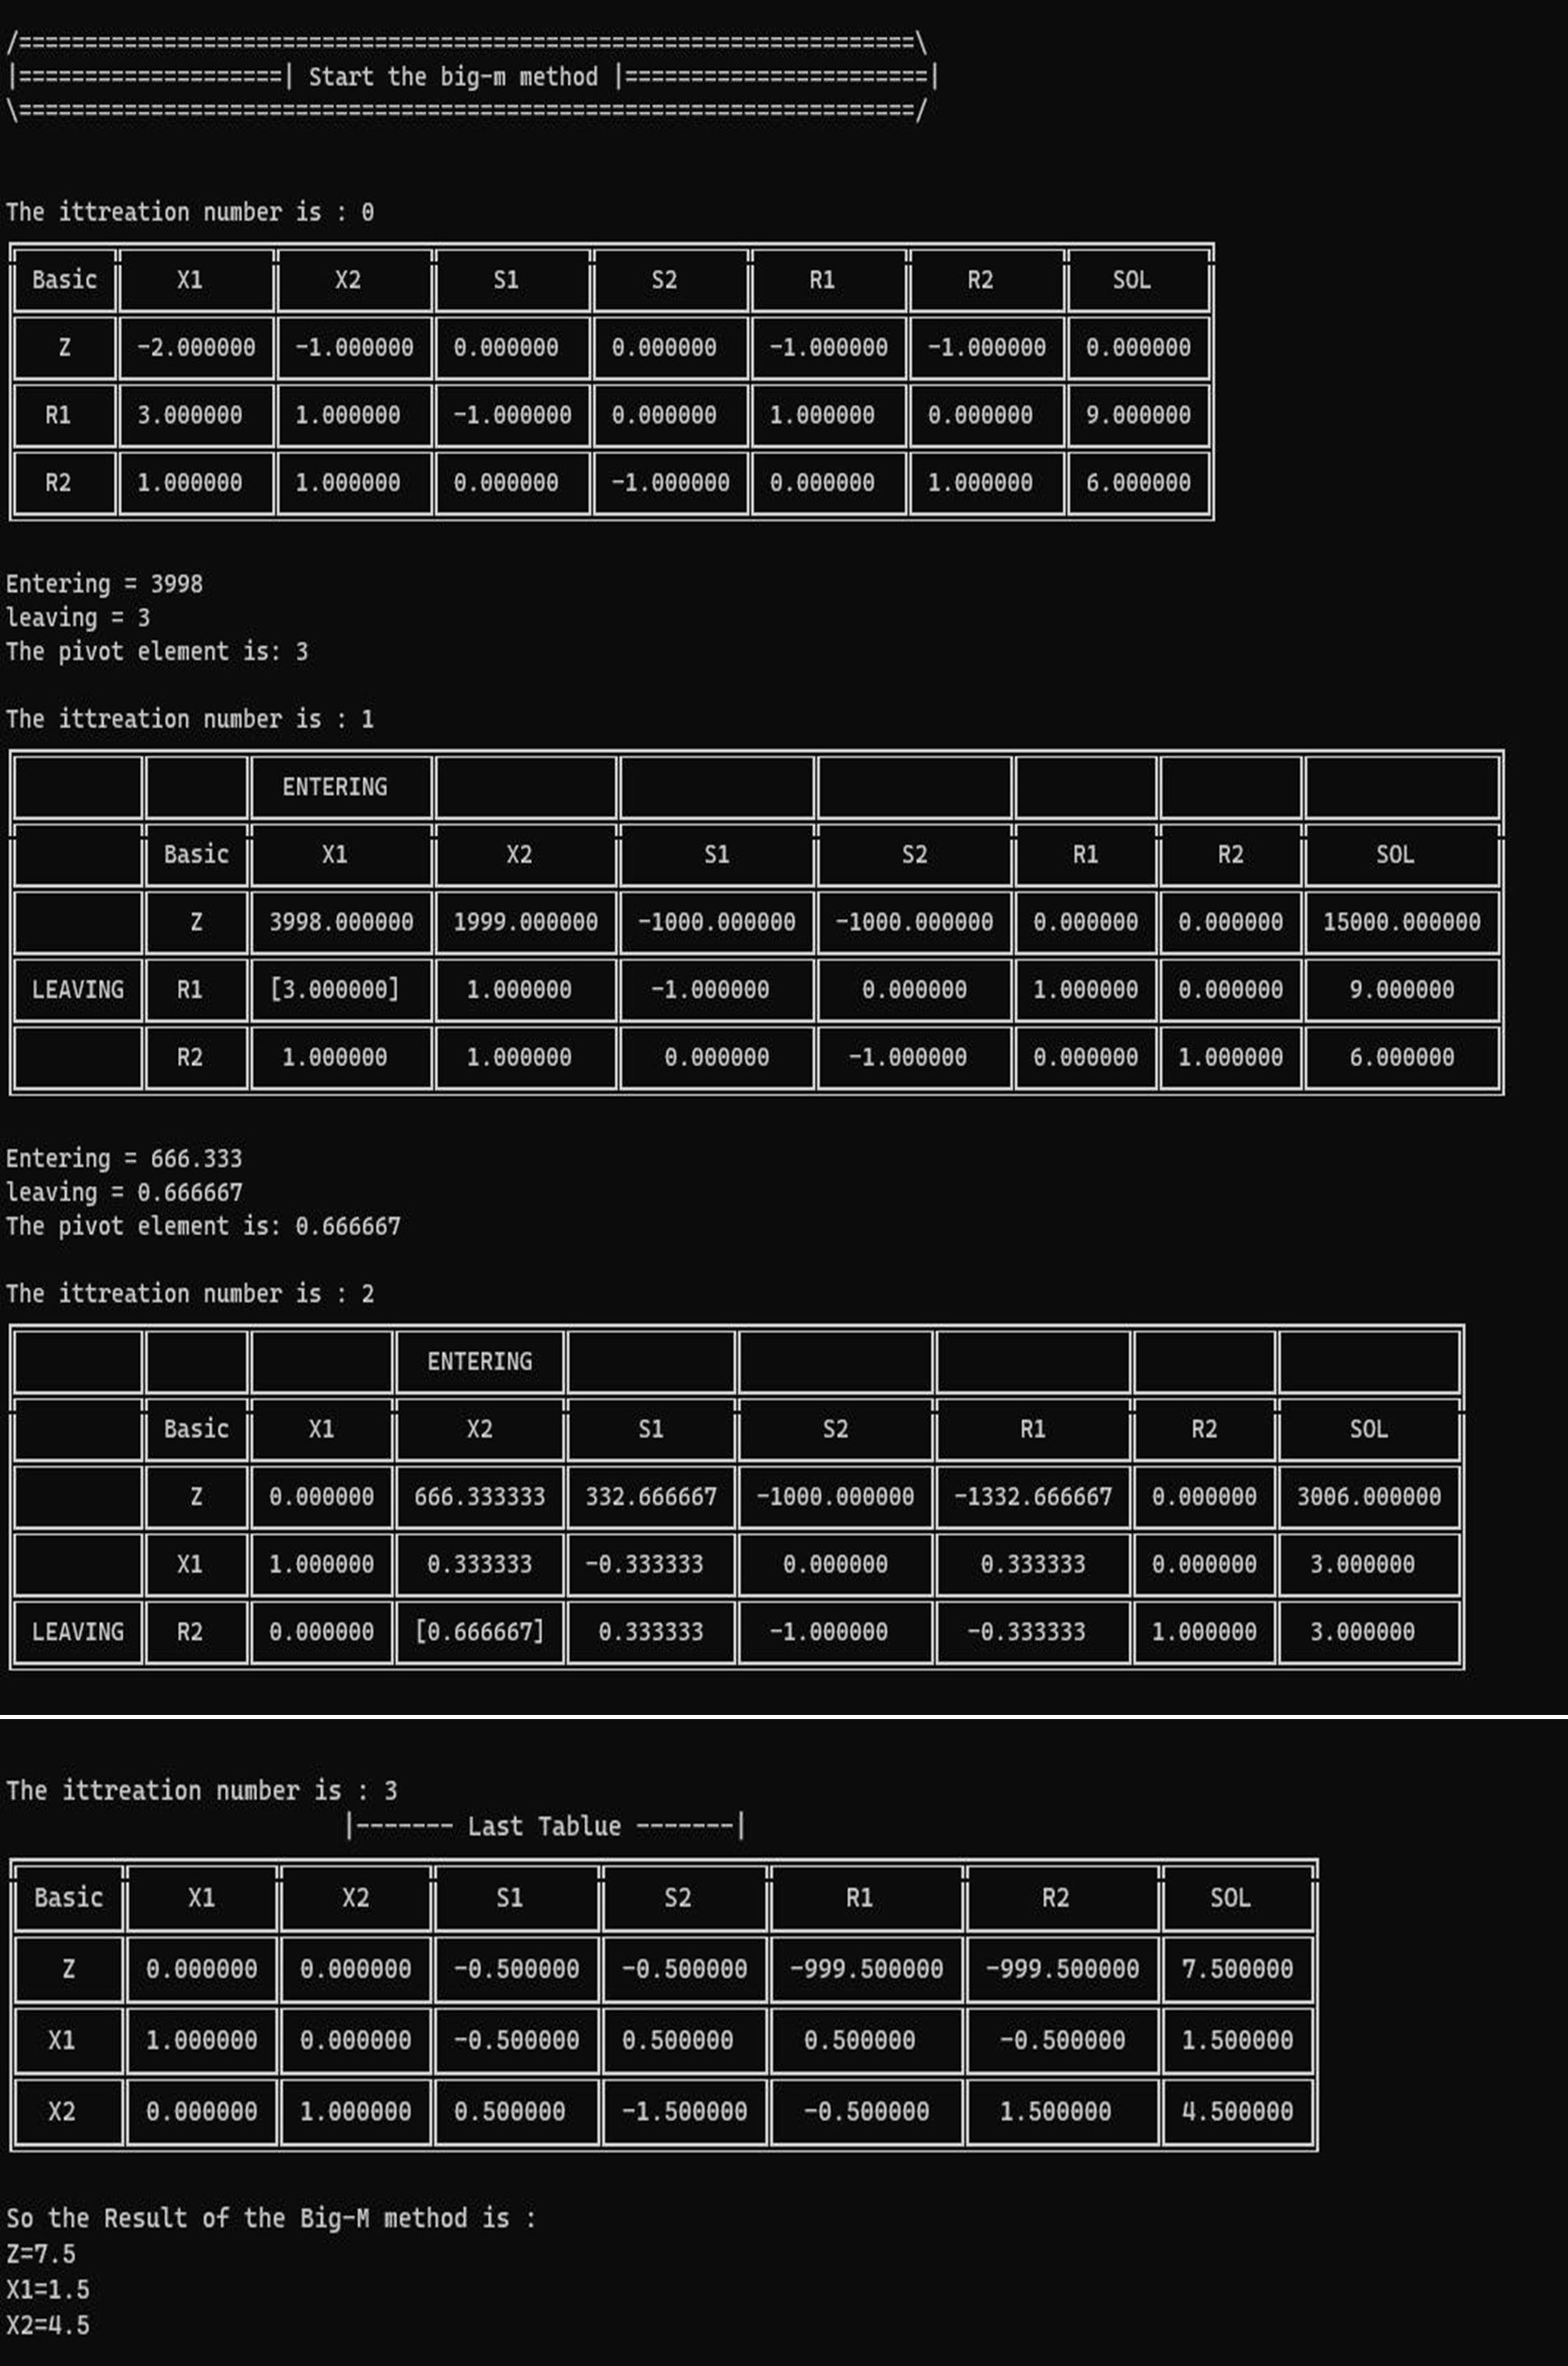 /====================================================================\
|====================| Start the big-m method |=======================|
\====================================================================/
The ittreation number is : 0
Basic X1 X2 S1 S2 R1 R2 SOL
Z -2.000000 -1.000000 0.000000 0.000000 -1.000000 -1.000000 0.000000
R1 3.000000 1.000000 -1.000000 0.000000 1.000000 0.000000 9.000000
R2 1.000000 1.000000 0.000000 -1.000000 0.000000 1.000000 6.000000
Entering = 3998
leaving = 3
The pivot element is: 3
The ittreation number is : 1
ENTERING
Basic X1 X2 S1 S2 R1 R2 SOL
Z 3998.000000 1999.000000 -1000.000000 -1000.000000 0.000000 0.000000 15000.000000
LEAVING R1 [3.000000] 1.000000 -1.000000 0.000000 1.000000 0.000000 9.000000
R2 1.000000 1.000000 0.000000 -1.000000 0.000000 1.000000 6.000000
Entering = 666.333
leaving = 0.666667
The pivot element is: 0.666667
The ittreation number is : 2
ENTERING
Basic X1 X2 S1 S2 R1 R2 SOL
Z 0.000000 666.333333 332.666667 -1000.000000 -1332.666667 0.000000 3006.000000
X1 1.000000 0.333333 -0.333333 0.000000 0.333333 0.000000 3.000000
LEAVING R2 0.000000 [0.666667] 0.333333 -1.000000 -0.333333 1.000000 3.000000
The ittreation number is : 3
|------- Last Tablue -------|
Basic X1 X2 S1 S2 R1 R2 SOL
Z 0.000000 0.000000 -0.500000 -0.500000 -999.500000 -999.500000 7.500000
X1 1.000000 0.000000 -0.500000 0.500000 0.500000 -0.500000 1.500000
X2 0.000000 1.000000 0.500000 -1.500000 -0.500000 1.500000 4.500000
So the Result of the Big-M method is :
Z=7.5
X1=1.5
X2=4.5